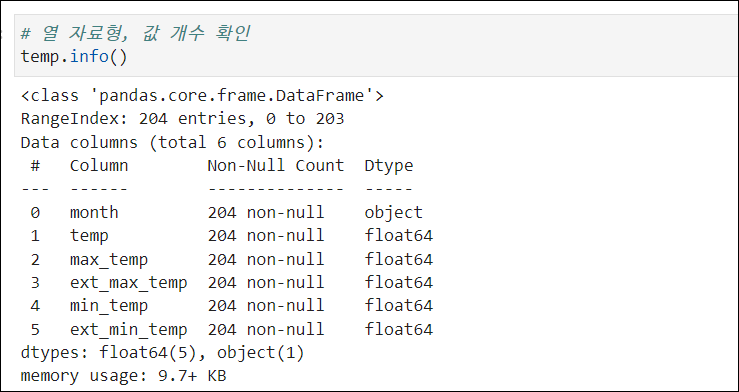 # 열 자료형, 값 개수 확인
temp.info()
<class 'pandas.core.frame.DataFrame'>
RangeIndex: 204 entries, 0 to 203
Data columns (total 6 columns):
 #   Column        Non-Null Count  Dtype
---  ------        --------------  -----
 0   month         204 non-null    object
 1   temp          204 non-null    float64
 2   max_temp      204 non-null    float64
 3   ext_max_temp  204 non-null    float64
 4   min_temp      204 non-null    float64
 5   ext_min_temp  204 non-null    float64
dtypes: float64(5), object(1)
memory usage: 9.7+ KB